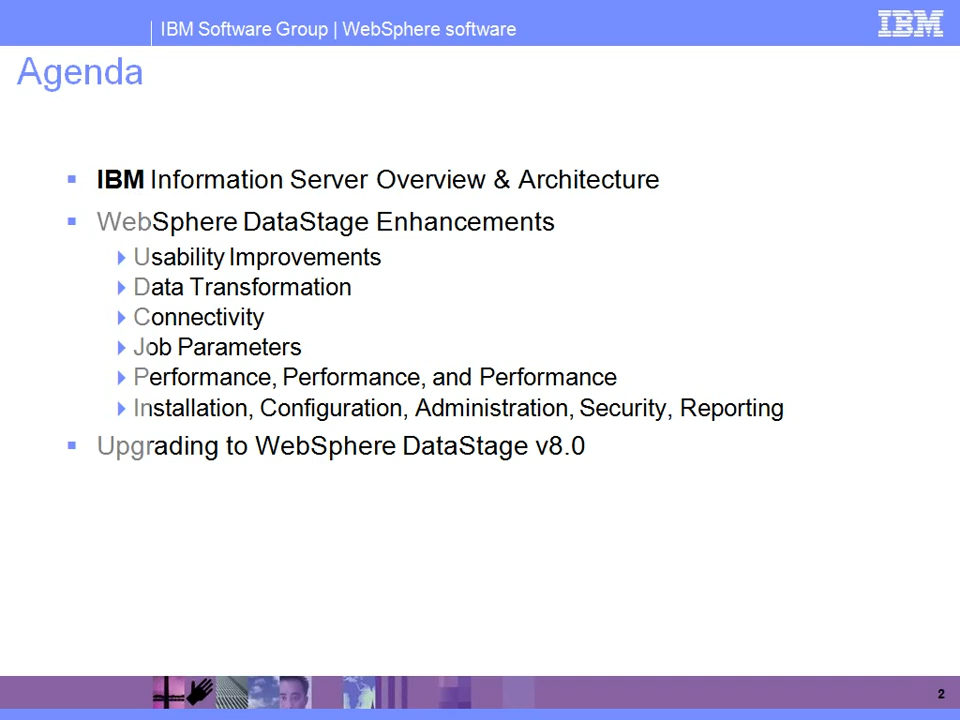 IBM Software Group | WebSphere software
IBM
Agenda
IBM Information Server Overview & Architecture
WebSphere DataStage Enhancements
Usability Improvements
Data Transformation
Connectivity
Job Parameters
Performance, Performance, and Performance
Installation, Configuration, Administration, Security, Reporting
Upgrading to WebSphere DataStage v8.0
2